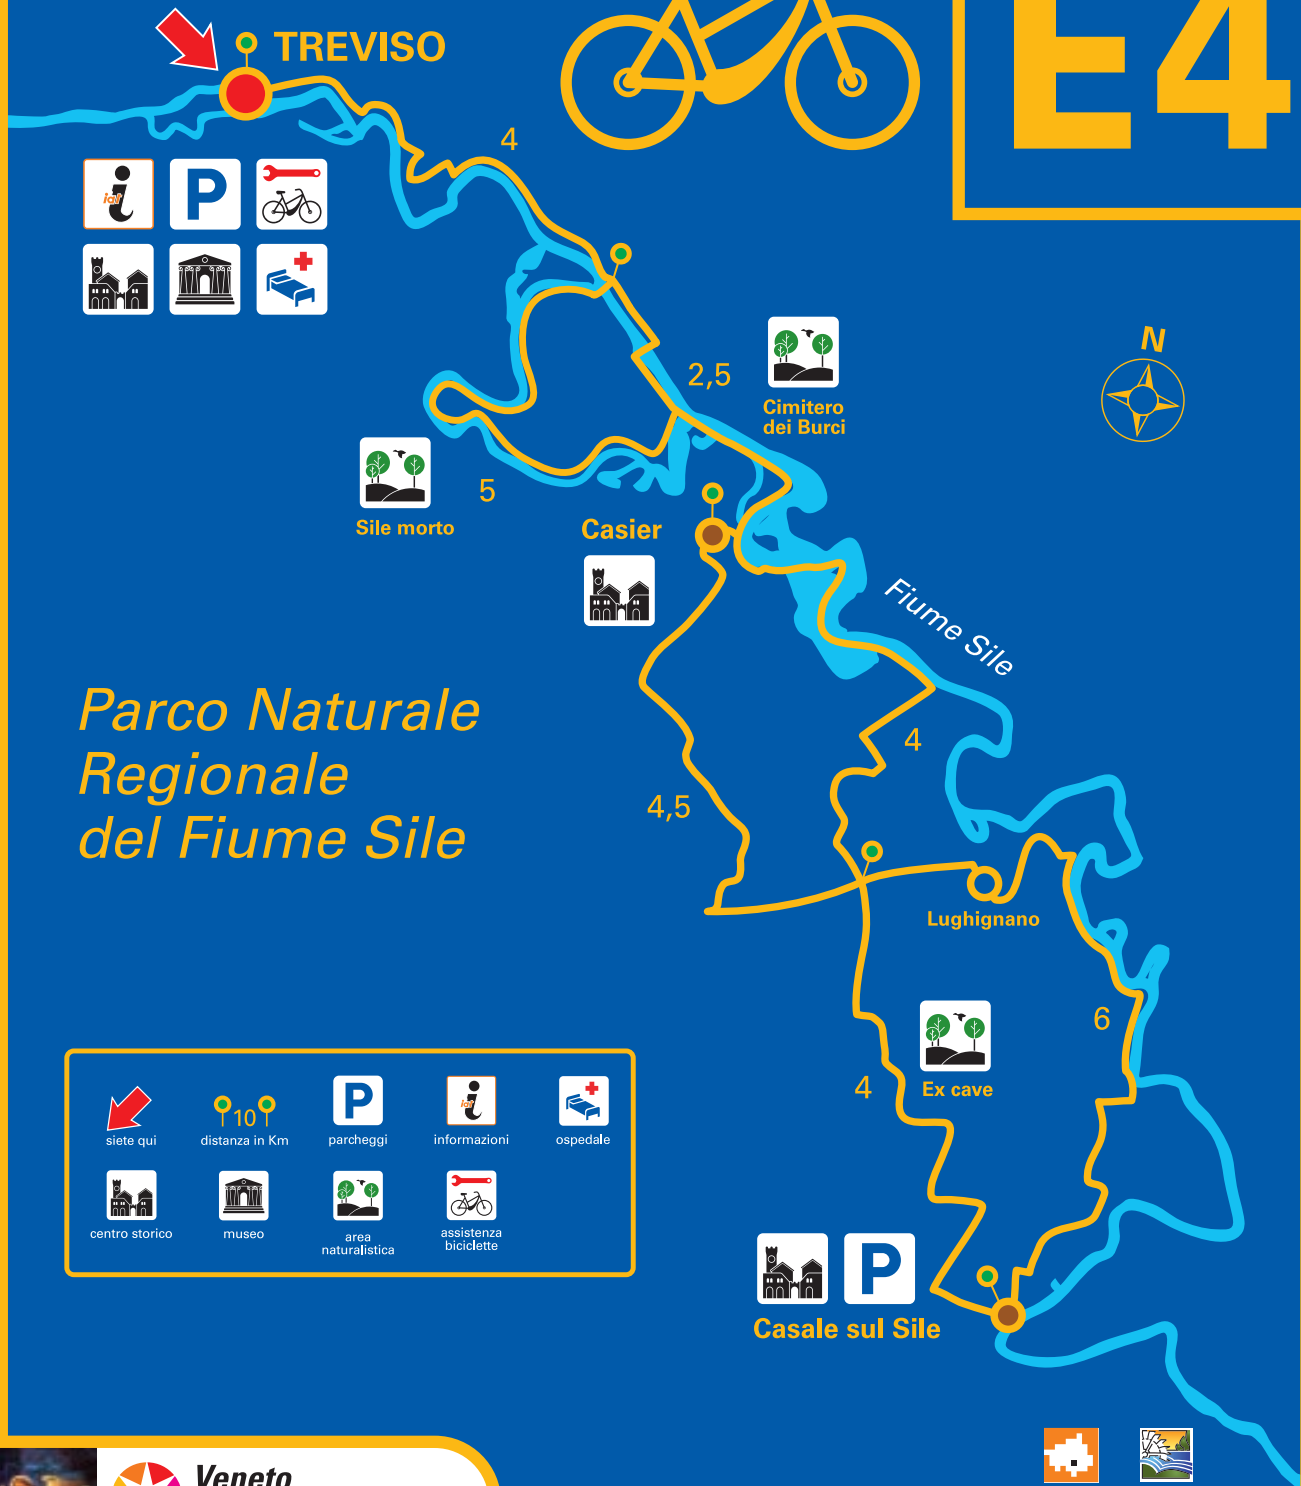 E4
TREVISO
4
i
iat
P
N
2,5
Cimitero
dei Burci
5
Sile morto
Casier
Fiume Sile
Parco Naturale
Regionale
del Fiume Sile
4
4,5
Lughignano
6
4
Ex cave
siete qui
10
distanza in Km
P
parcheggi
i
iat
informazioni
ospedale
centro storico
museo
area
naturalistica
assistenza
biciclette
P
Casale sul Sile
Veneto